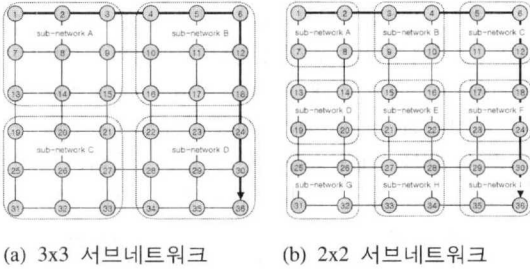 1 2 3 4 5 6
sub-network A sub-network B
7 8 9 10 11 12
13 14 15 16 17 18
19 20 21 22 23 24
sub-network C sub-network D
25 26 27 28 29 30
31 32 33 34 35 36
(a) 3x3 서브네트워크
1 2 3 4 5 6
sub-network A sub-network B sub-network C
7 8 9 10 11 12
13 14 15 16 17 18
sub-network D sub-network E sub-network F
19 20 21 22 23 24
25 26 27 28 29 30
sub-network G sub-network H sub-network I
31 32 33 34 35 36
(b) 2x2 서브네트워크